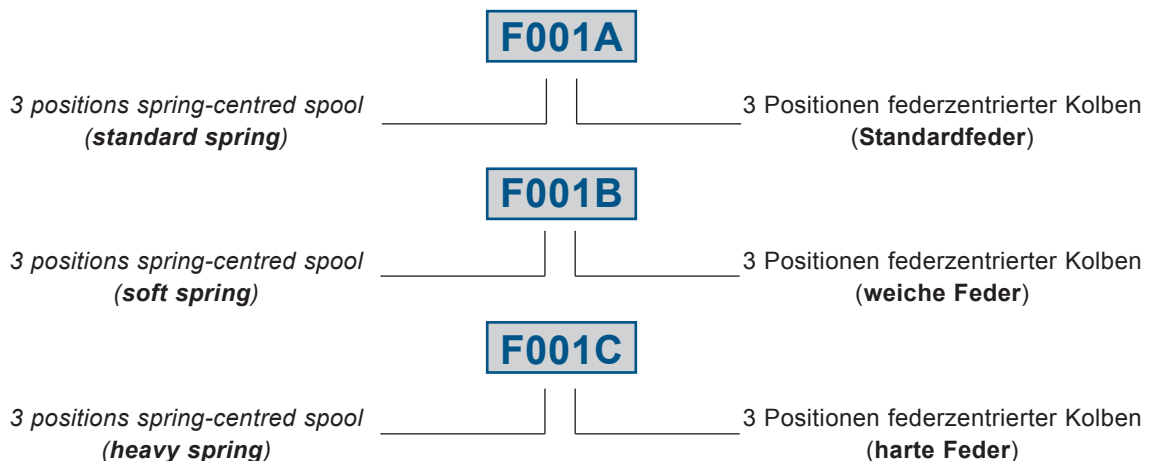 F001A
3 positions spring-centred spool
(standard spring)
3 Positionen federzentrierter Kolben
(Standardfeder)
F001B
3 positions spring-centred spool
(soft spring)
3 Positionen federzentrierter Kolben
(weiche Feder)
F001C
3 positions spring-centred spool
(heavy spring)
3 Positionen federzentrierter Kolben
(harte Feder)